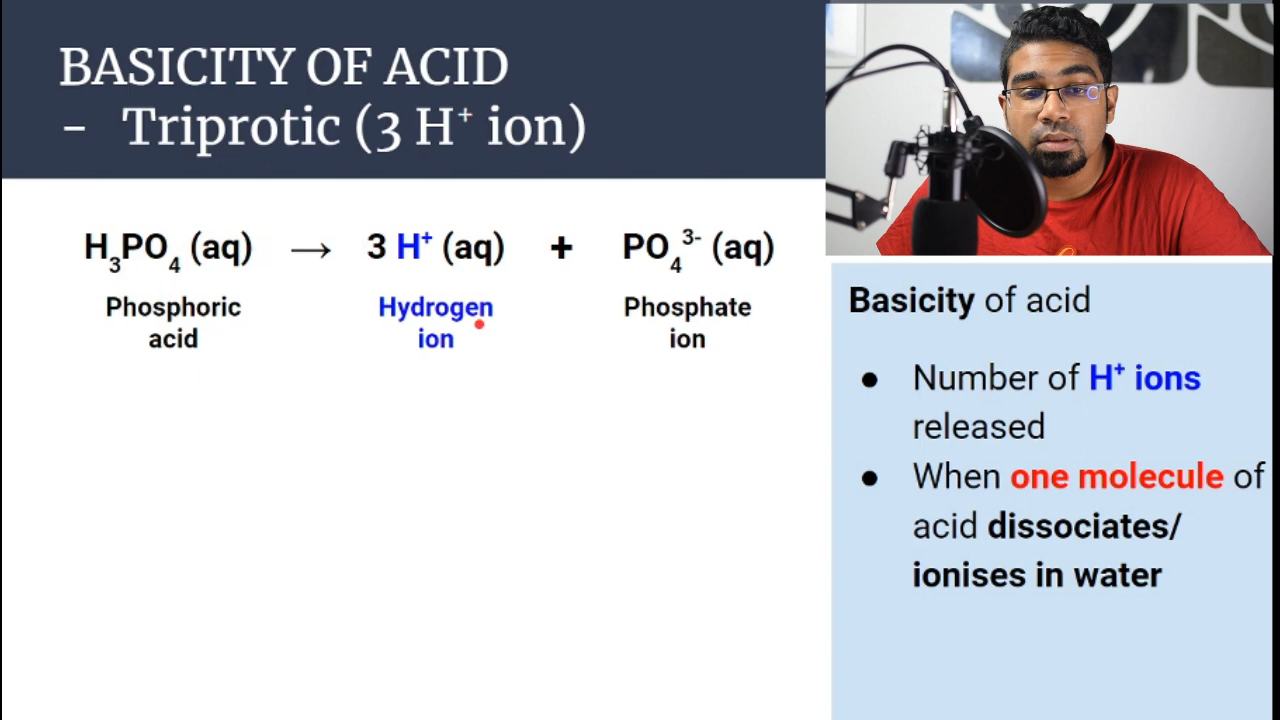 BASICITY OF ACID
- Triprotic (3 H⁺ ion)
H₃PO₄ (aq) → 3 H⁺ (aq) + PO₄³⁻ (aq)
Phosphoric acid
Hydrogen ion
Phosphate ion
Basicity of acid
● Number of H⁺ ions
released
● When one molecule of
acid dissociates/
ionises in water